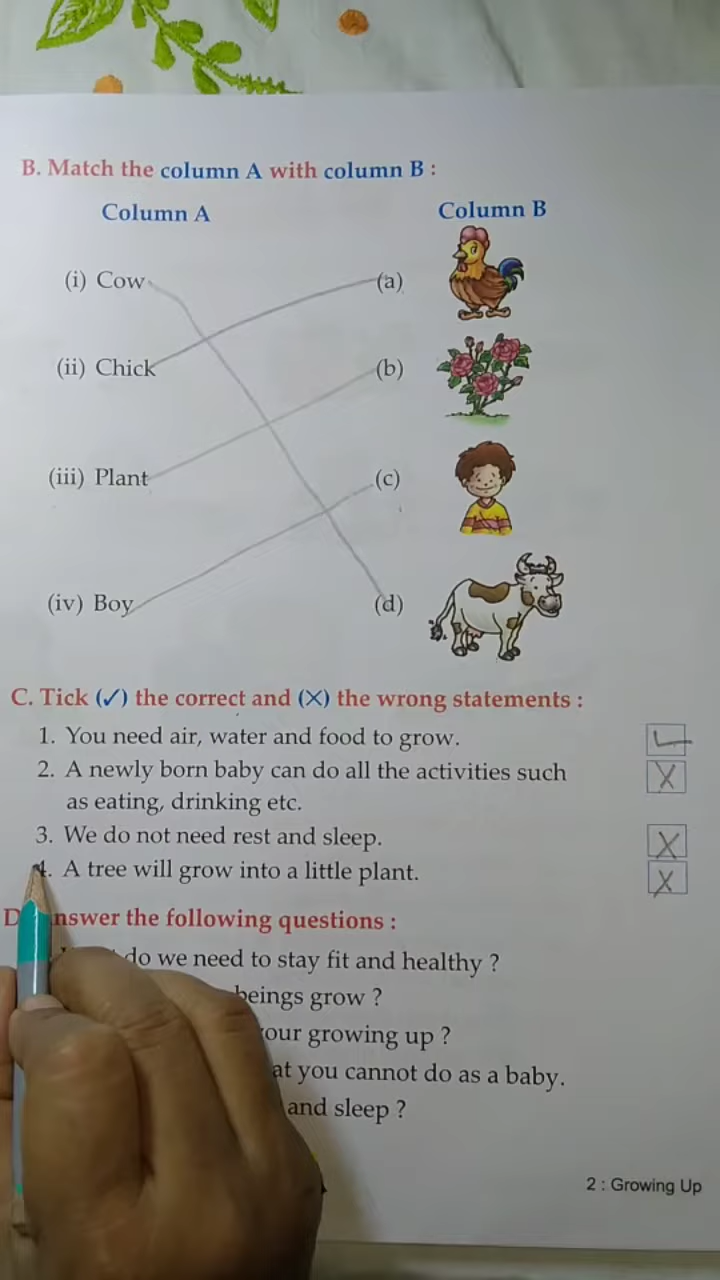 B. Match the column A with column B :
Column A Column B
(i) Cow (a)
(ii) Chick (b)
(iii) Plant (c)
(iv) Boy (d)
C. Tick (✓) the correct and (✕) the wrong statements :
1. You need air, water and food to grow. ✓
2. A newly born baby can do all the activities such ✕
as eating, drinking etc.
3. We do not need rest and sleep. ✕
4. A tree will grow into a little plant. ✕
D. Answer the following questions :
do we need to stay fit and healthy ?
beings grow ?
your growing up ?
you cannot do as a baby.
and sleep ?
2 : Growing Up